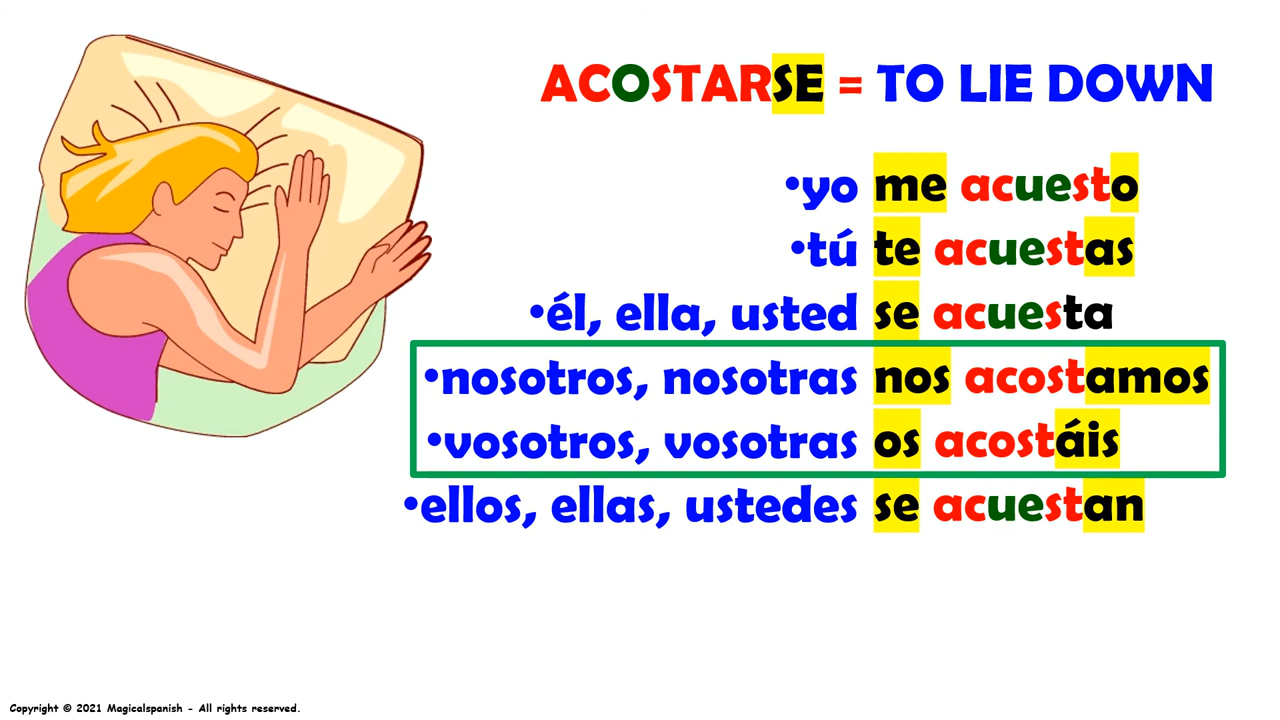 ACOSTARSE = TO LIE DOWN
•yo me acuesto
•tú te acuestas
•él, ella, usted se acuesta
•nosotros, nosotras nos acostamos
•vosotros, vosotras os acostáis
•ellos, ellas, ustedes se acuestan
Copyright © 2021 Magicalspanish - All rights reserved.